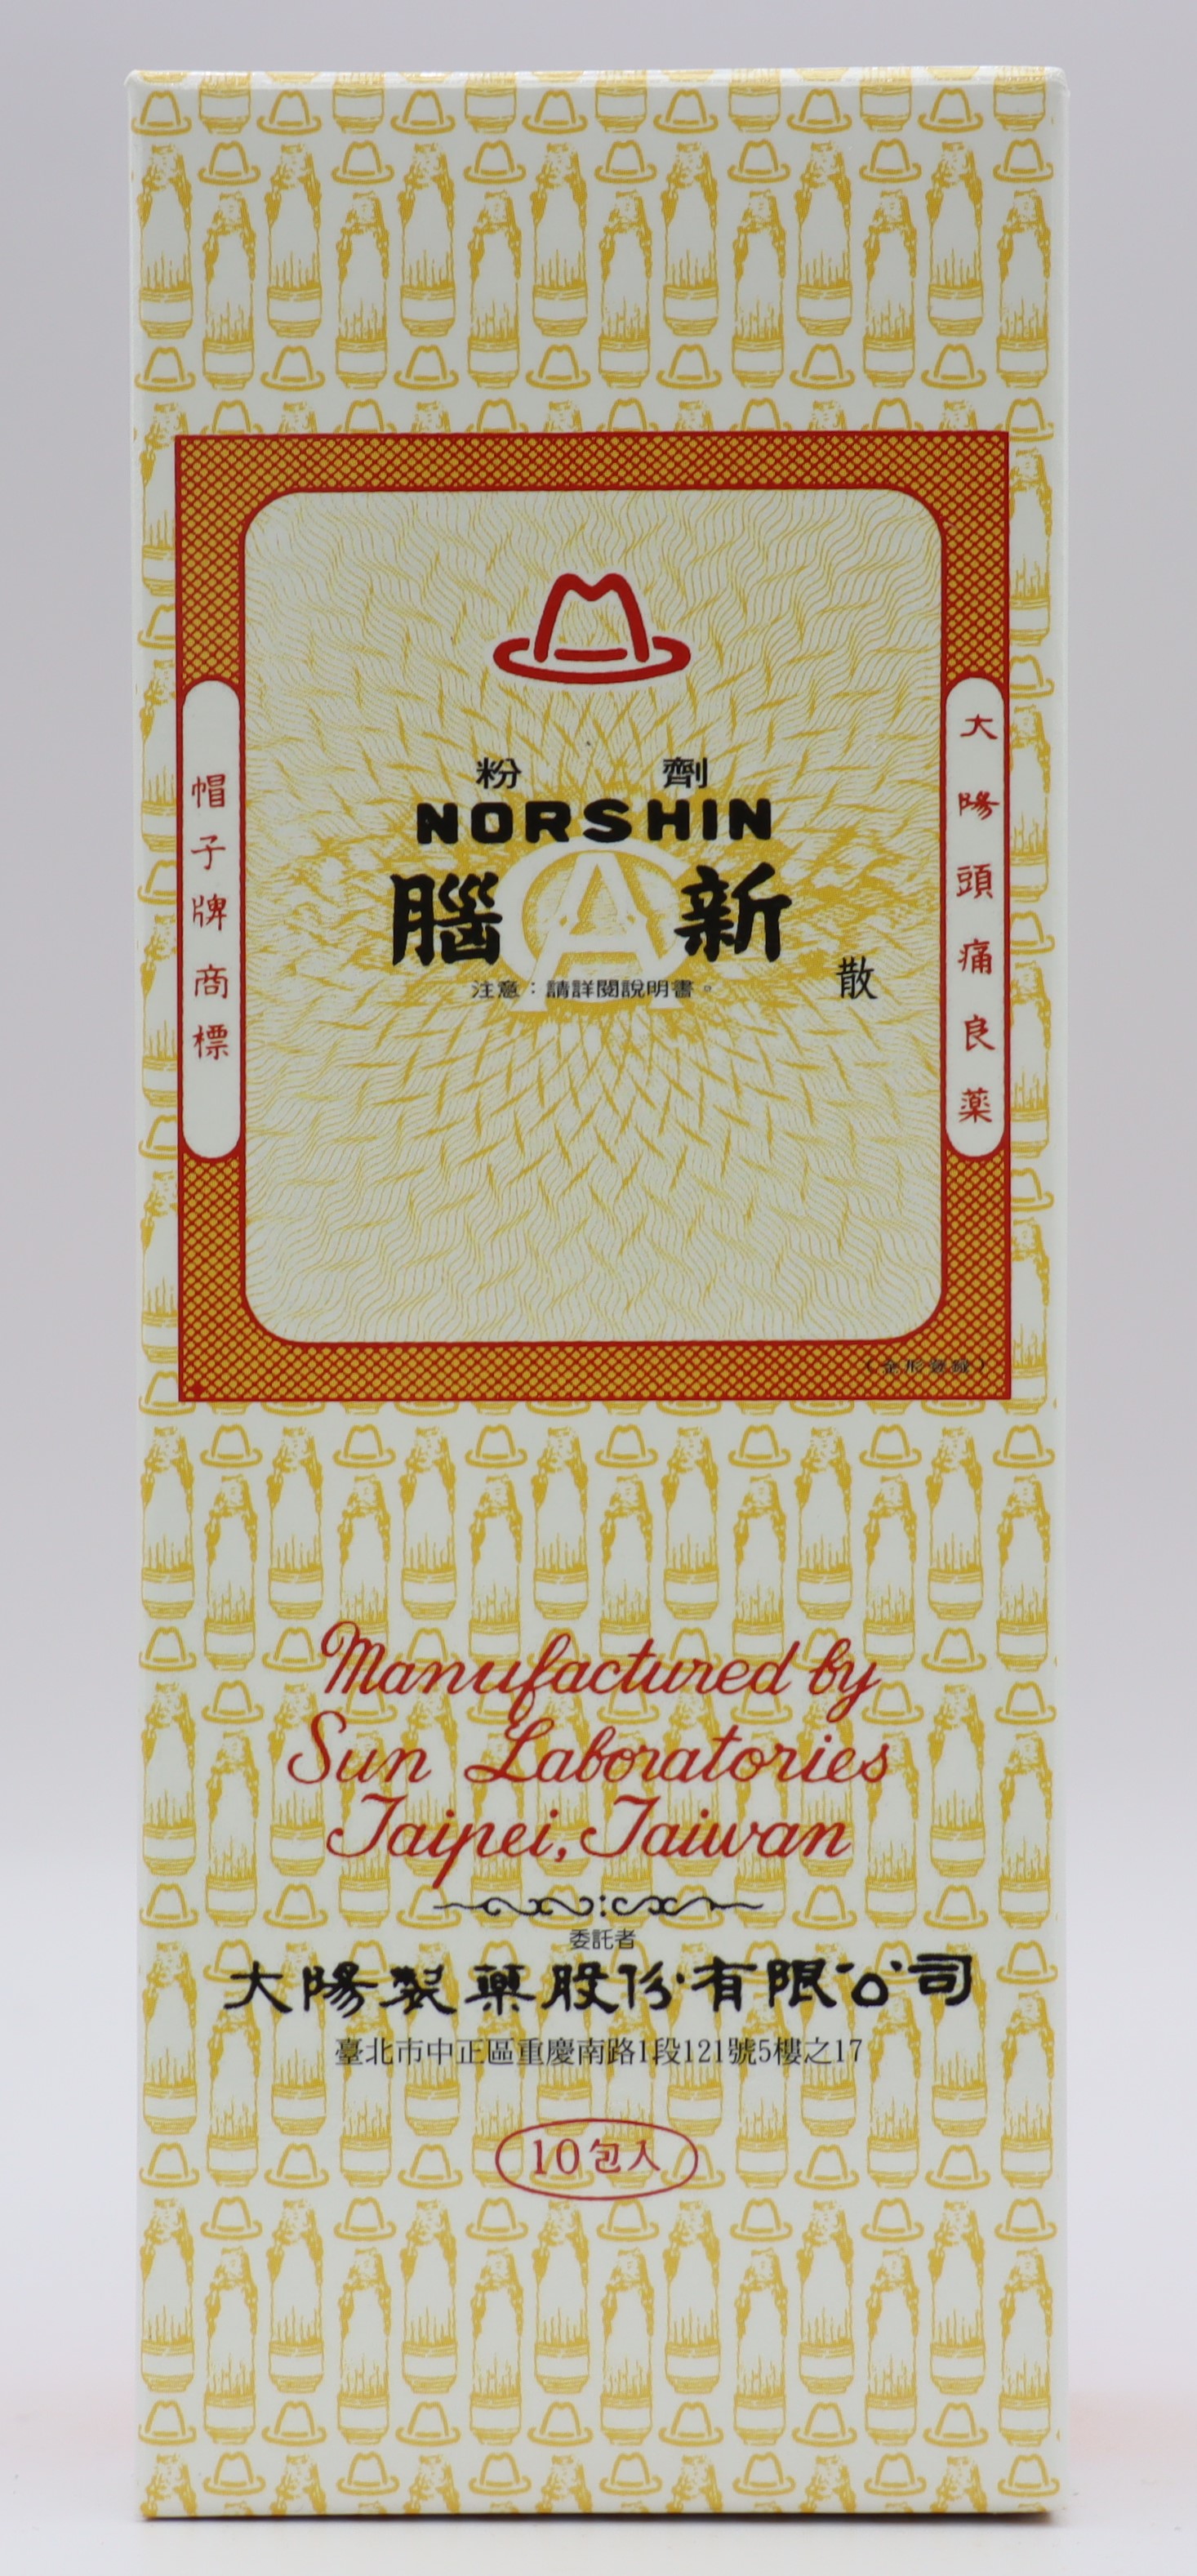 粉劑
NORSHIN
腦新
散
注意：請詳閱說明書。
大陽頭痛良薬
帽子牌商標
Manufactured by
Sun Laboratories
Taipei, Taiwan
委託者
大陽製薬股份有限公司
臺北市中正區重慶南路1段121號5樓之17
10包入